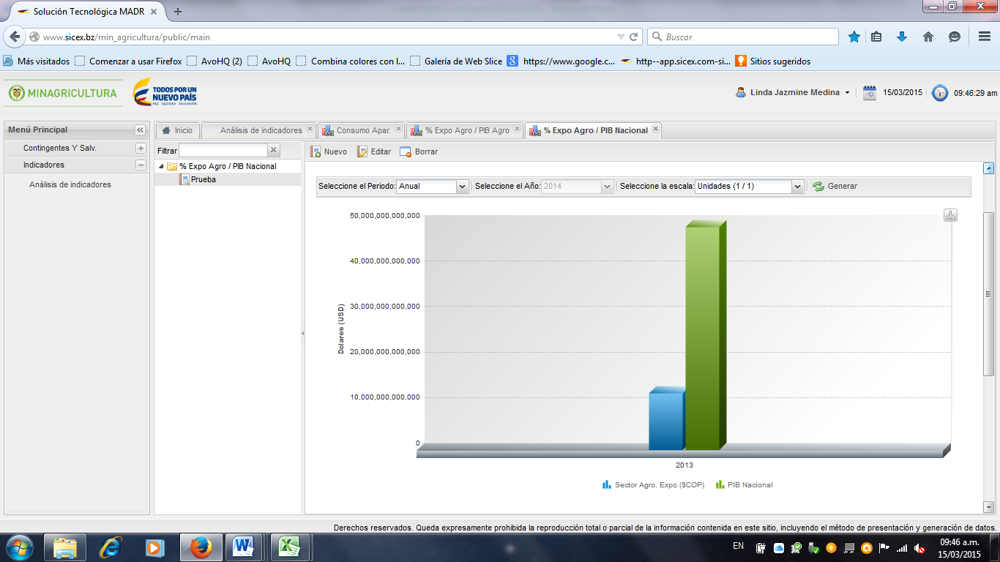 Solución Tecnológica MADR
www.sicex.bz/min_agricultura/public/main
Buscar
Más visitados
Comenzar a usar Firefox
AvoHQ (2)
AvoHQ
Combina colores con l...
Galería de Web Slice
https://www.google.c...
http--app.sicex.com-si...
Sitios sugeridos
MINAGRICULTURA
TODOS POR UN
NUEVO PAÍS
PAZ EQUIDAD EDUCACIÓN
Linda Jazmine Medina
15/03/2015
09:46:29 am
Menú Principal
Contingentes Y Salv.
Indicadores
Análisis de indicadores
Inicio
Análisis de indicadores
Consumo Apar.
% Expo Agro / PIB Agro
% Expo Agro / PIB Nacional
Filtrar
% Expo Agro / PIB Nacional
Prueba
Nuevo
Editar
Borrar
Seleccione el Periodo: Anual
Seleccione el Año: 2014
Seleccione la escala: Unidades (1 / 1)
Generar
50,000,000,000,000
40,000,000,000,000
30,000,000,000,000
20,000,000,000,000
10,000,000,000,000
0
Dolares (USD)
2013
Sector Agro. Expo ($COP)
PIB Nacional
Derechos reservados. Queda expresamente prohibida la reproducción total o parcial de la información contenida en este sitio, incluyendo el método de presentación y generación de datos.
EN
09:46 a.m.
15/03/2015